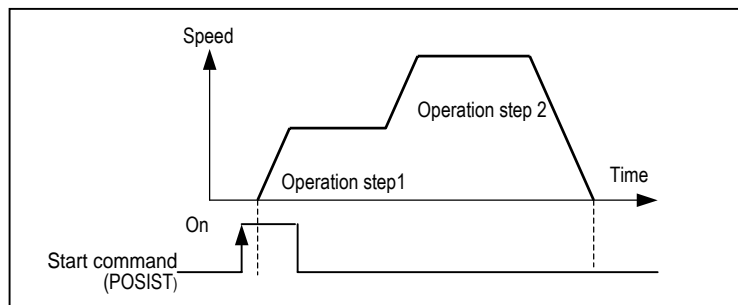 Speed
Operation step 2
Operation step1
Time
On
Start command
(POSIST)